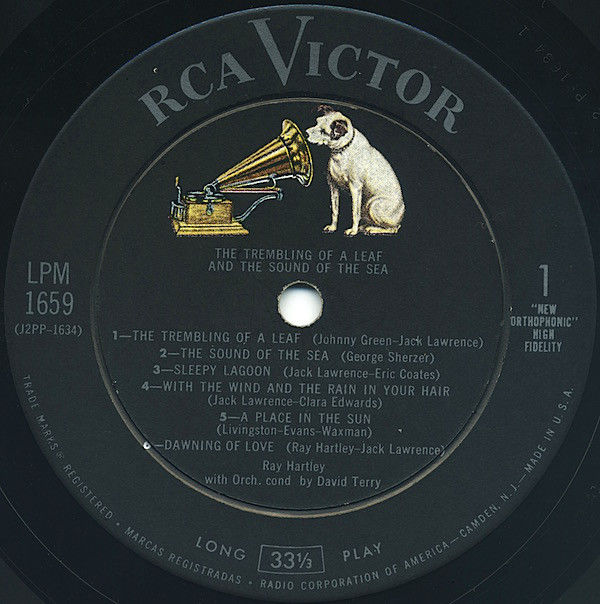 RCA VICTOR
THE TREMBLING OF A LEAF
AND THE SOUND OF THE SEA
LPM
1659
(J2PP-1634)
1
"NEW
ORTHOPHONIC"
HIGH
FIDELITY
1—THE TREMBLING OF A LEAF (Johnny Green-Jack Lawrence)
2—THE SOUND OF THE SEA (George Sherzer)
3—SLEEPY LAGOON (Jack Lawrence-Eric Coates)
4—WITH THE WIND AND THE RAIN IN YOUR HAIR
(Jack Lawrence-Clara Edwards)
5—A PLACE IN THE SUN
(Livingston-Evans-Waxman)
—DAWNING OF LOVE (Ray Hartley-Jack Lawrence)
Ray Hartley
with Orch. cond by David Terry
LONG 33⅓ PLAY
TRADE MARKS ® REGISTERED • MARCAS REGISTRADAS • RADIO CORPORATION OF AMERICA—CAMDEN, N. J.—MADE IN U. S. A.